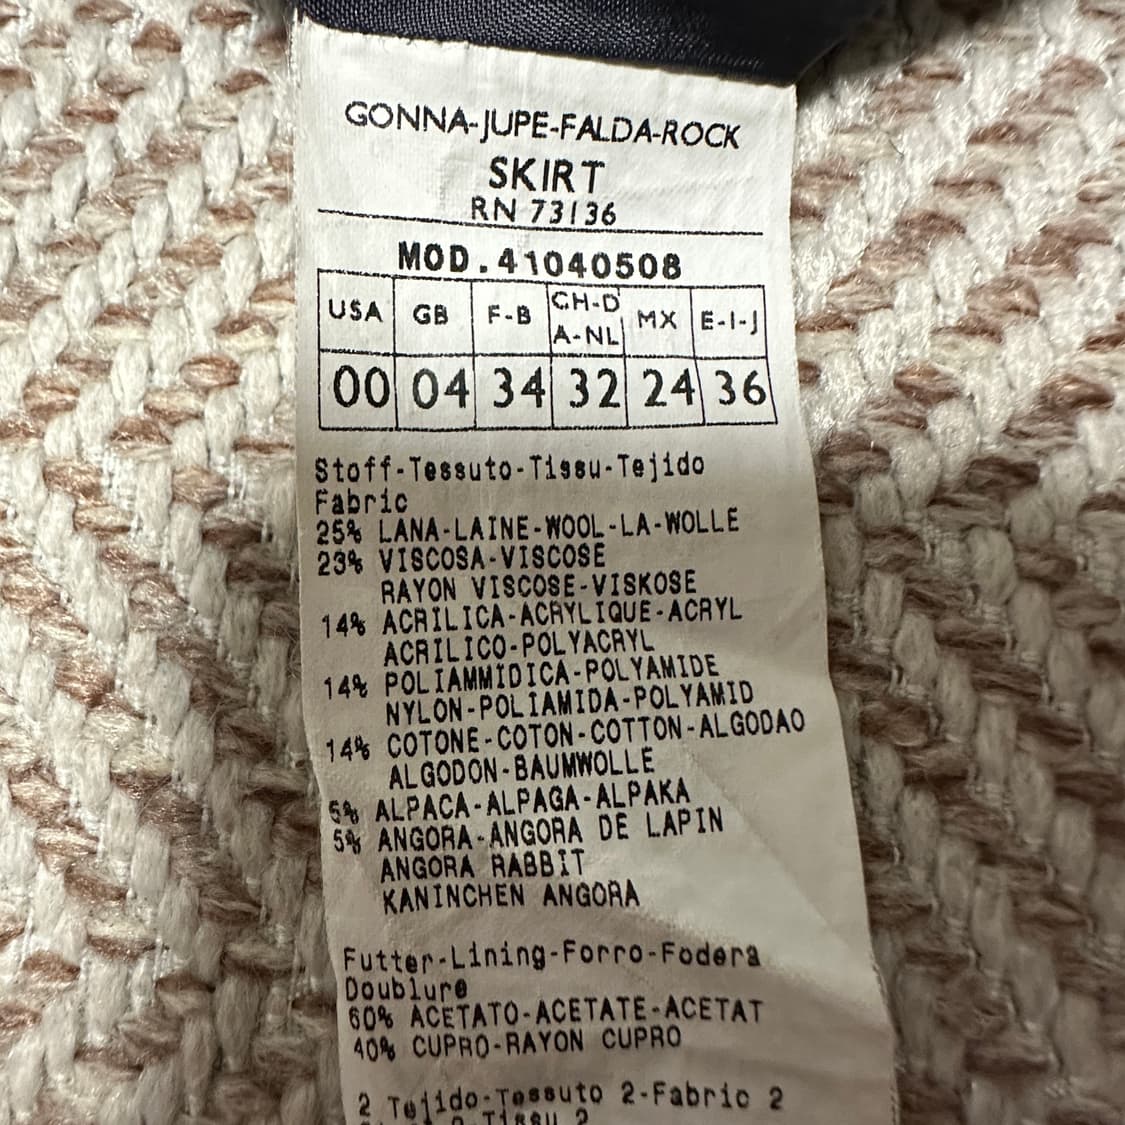 GONNA-JUPE-FALDA-ROCK
SKIRT
RN 73136
MOD.41040508
USA GB F-B CH-D A-NL MX E-I-J
00 04 34 32 24 36
Stoff-Tessuto-Tissu-Tejido
Fabric
25% LANA-LAINE-WOOL-LA-WOLLE
23% VISCOSA-VISCOSE
RAYON VISCOSE-VISKOSE
14% ACRILICA-ACRYLIQUE-ACRYL
ACRILICO-POLYACRYL
14% POLIAMMIDICA-POLYAMIDE
NYLON-POLIAMIDA-POLYAMID
14% COTONE-COTON-COTTON-ALGODAO
ALGODON-BAUMWOLLE
5% ALPACA-ALPAGA-ALPAKA
5% ANGORA-ANGORA DE LAPIN
ANGORA RABBIT
KANINCHEN ANGORA
Futter-Lining-Forro-Fodera
Doublure
60% ACETATO-ACETATE-ACETAT
40% CUPRO-RAYON CUPRO
2 Tejido-Tessuto 2-Fabric 2
2 Tissu 2